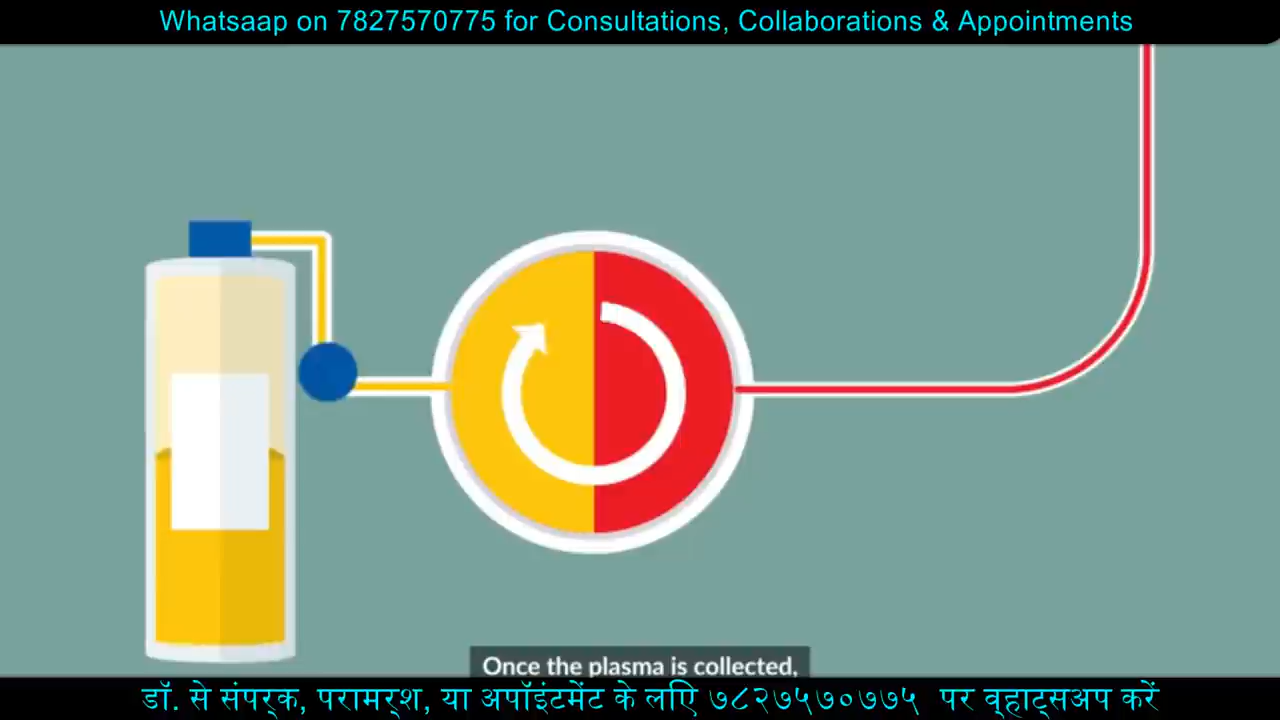 Whatsaap on 7827570775 for Consultations, Collaborations & Appointments
Once the plasma is collected,
डॉ. से संपर्क, परामर्श, या अपॉइंटमेंट के लिए ७८२७५७०७७५ पर व्हाट्सअप करें